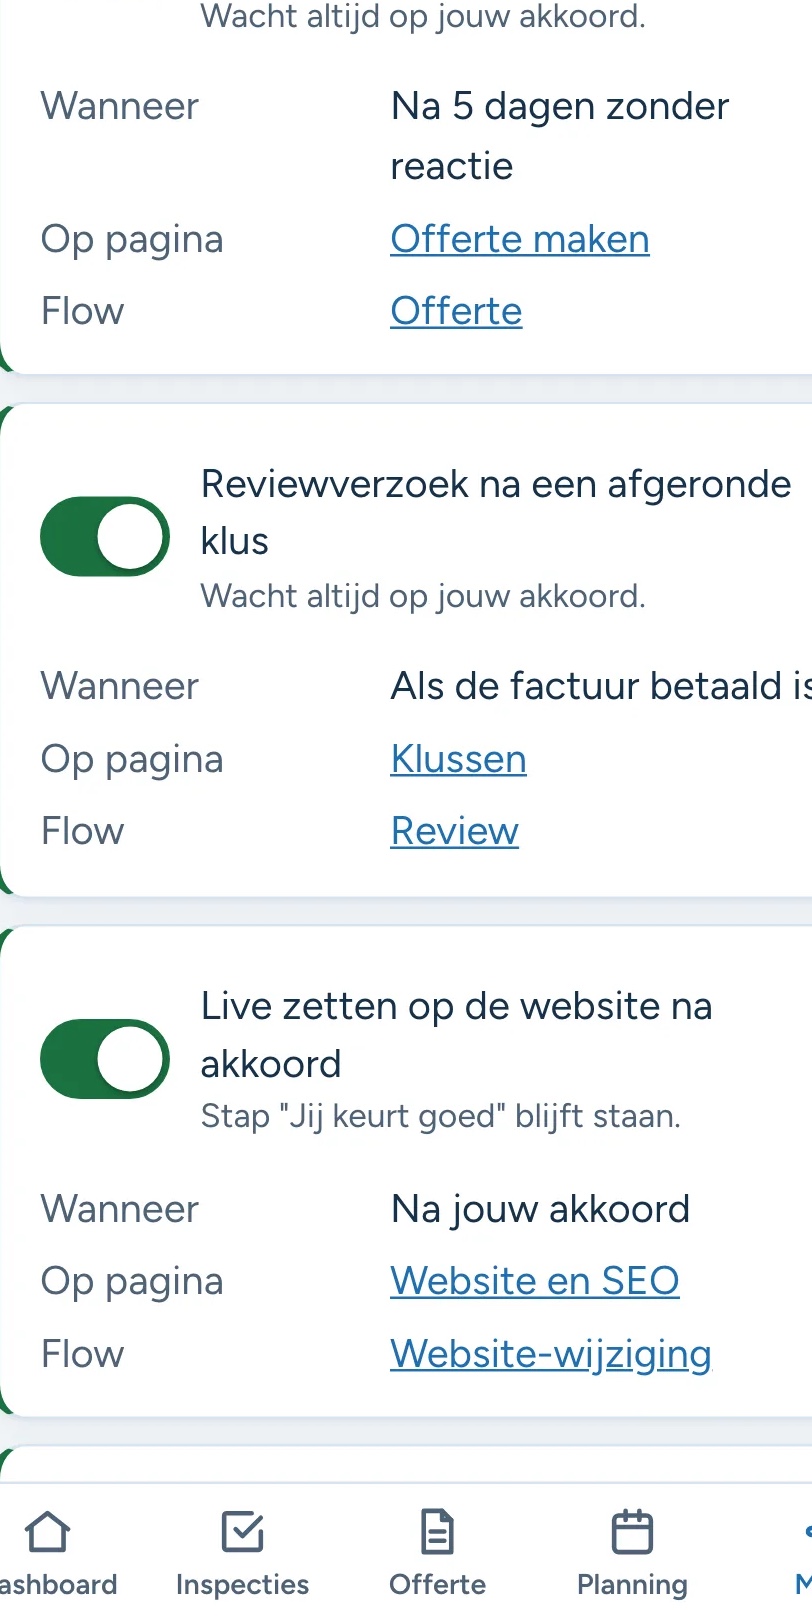 Wacht altijd op jouw akkoord.
Wanneer Na 5 dagen zonder
reactie
Op pagina Offerte maken
Flow Offerte
Reviewverzoek na een afgeronde
klus
Wacht altijd op jouw akkoord.
Wanneer Als de factuur betaald is
Op pagina Klussen
Flow Review
Live zetten op de website na
akkoord
Stap "Jij keurt goed" blijft staan.
Wanneer Na jouw akkoord
Op pagina Website en SEO
Flow Website-wijziging
ashboard Inspecties Offerte Planning